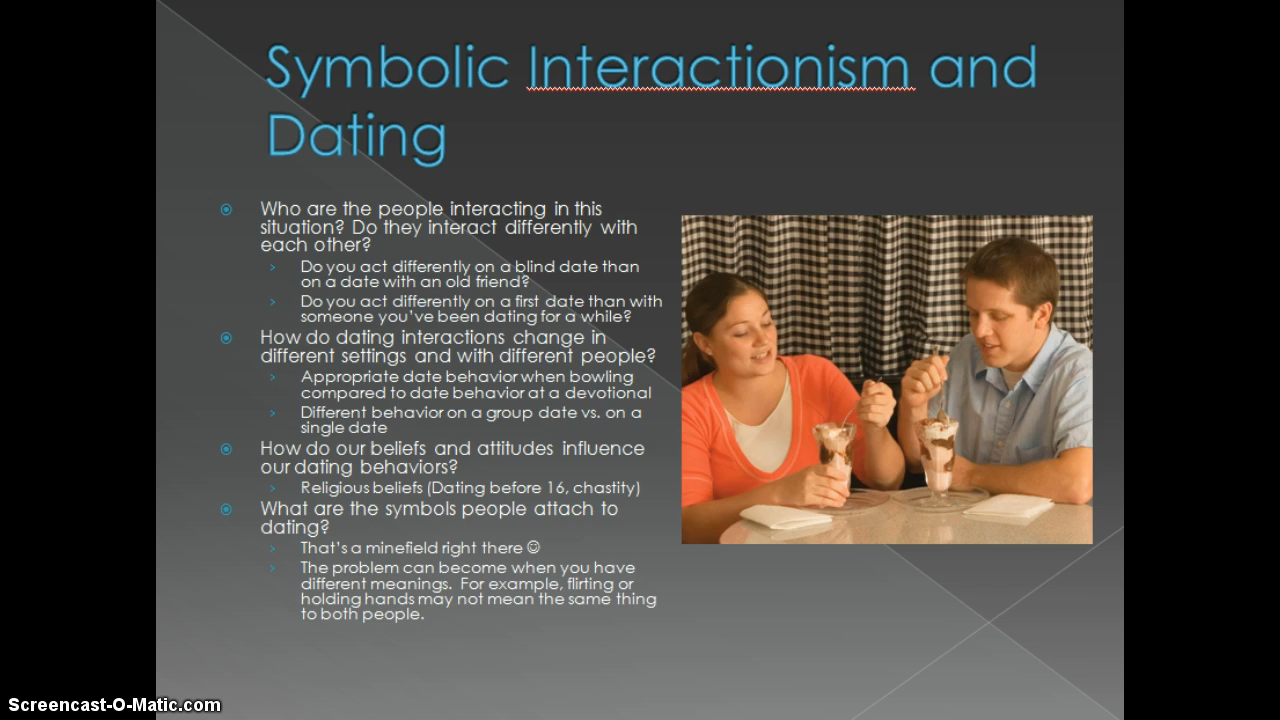 Symbolic Interactionism and
Dating
Who are the people interacting in this
situation? Do they interact differently with
each other?
Do you act differently on a blind date than
on a date with an old friend?
Do you act differently on a first date than with
someone you've been dating for a while?
How do dating interactions change in
different settings and with different people?
Appropriate date behavior when bowling
compared to date behavior at a devotional
Different behavior on a group date vs. on a
single date
How do our beliefs and attitudes influence
our dating behaviors?
Religious beliefs (Dating before 16, chastity)
What are the symbols people attach to
dating?
That's a minefield right there ☺
The problem can become when you have
different meanings.  For example, flirting or
holding hands may not mean the same thing
to both people.
Screencast-O-Matic.com